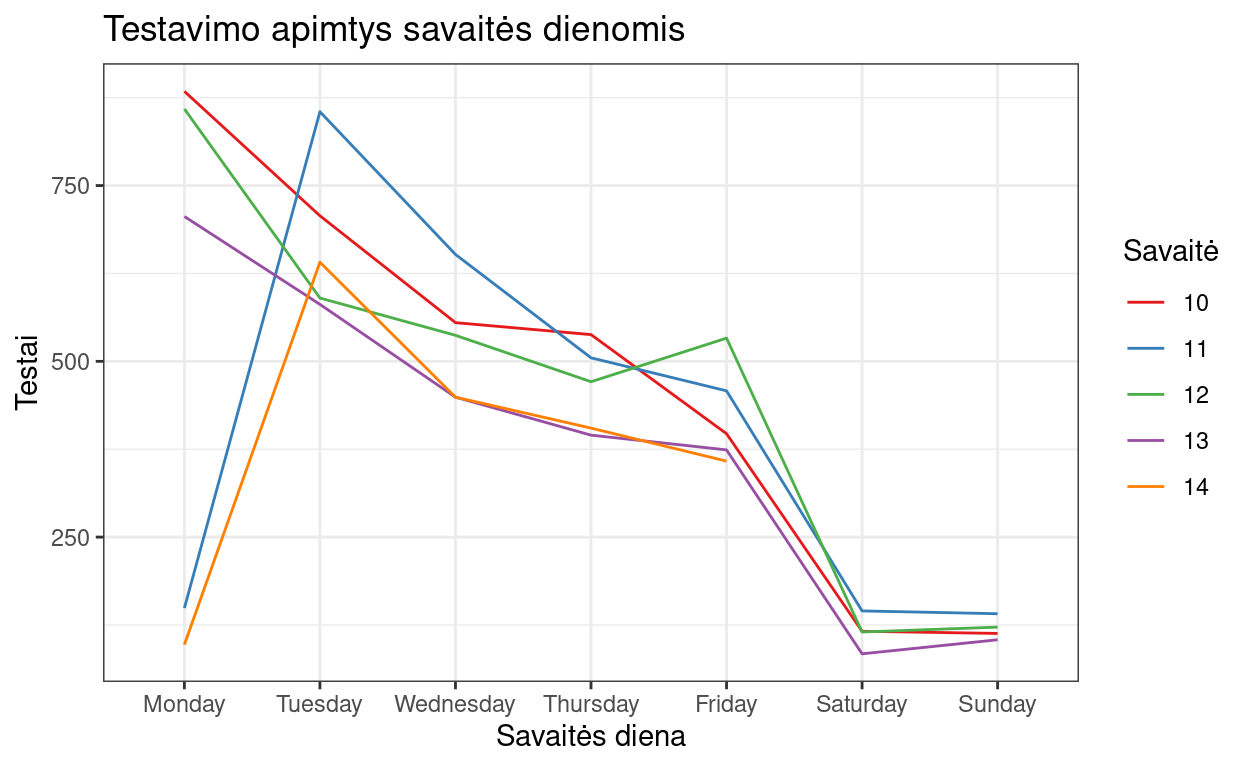 Testavimo apimtys savaitės dienomis
Testai
750
500
250
Monday Tuesday Wednesday Thursday Friday Saturday Sunday
Savaitės diena
Savaitė
10
11
12
13
14